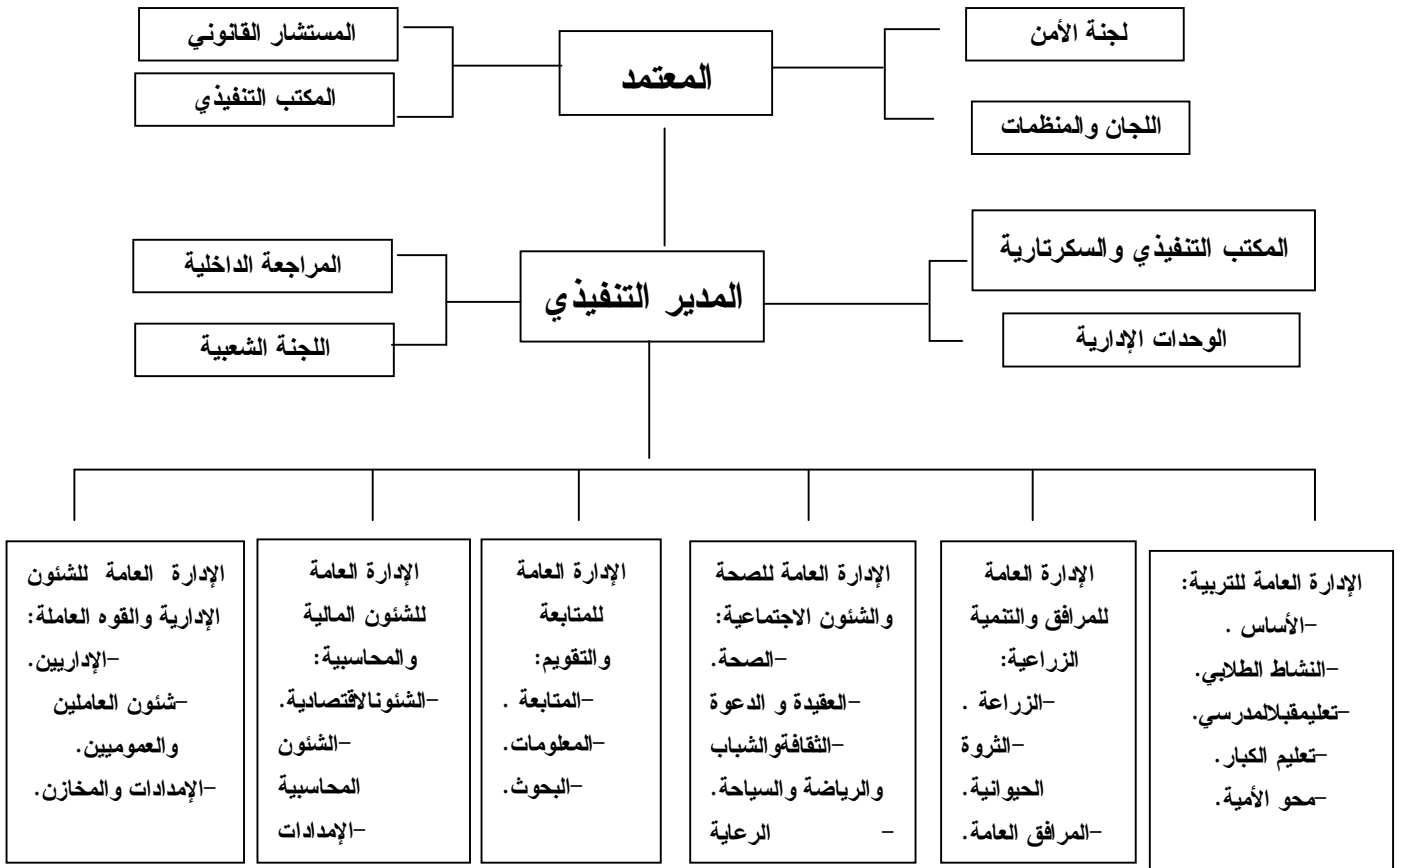 لجنة الأمن
المعتمد
المستشار القانوني
اللجان والمنظمات
المكتب التنفيذي
المكتب التنفيذي والسكرتارية
المدير التنفيذي
المراجعة الداخلية
الوحدات الإدارية
اللجنة الشعبية
الإدارة العامة للتربية:
-الأساس .
-النشاط الطلابي.
-تعليمقبلالمدرسي.
-تعليم الكبار.
-محو الأمية.
الإدارة العامة
للمرافق والتنمية
الزراعية:
-الزراعة .
-الثروة
الحيوانية.
-المرافق العامة.
الإدارة العامة للصحة
والشئون الاجتماعية:
-الصحة.
-العقيدة و الدعوة
-الثقافةوالشباب
والرياضة والسياحة.
- الرعاية
الإدارة العامة
للمتابعة
والتقويم:
-المتابعة .
-المعلومات.
-البحوث.
الإدارة العامة
للشئون المالية
والمحاسبية:
-الشئونالاقتصادية.
-الشئون
المحاسبية
-الإمدادات
الإدارة العامة للشئون
الإدارية والقوه العاملة:
-الإداريين.
-شئون العاملين
والعموميين.
-الإمدادات والمخازن.